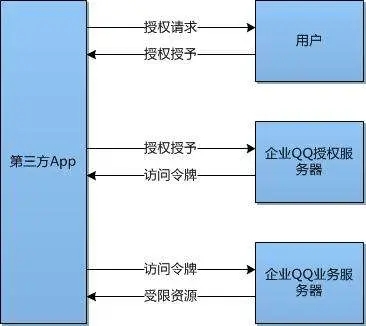 授权请求
用户
授权授予
第三方App
授权授予
企业QQ授权服
务器
访问令牌
访问令牌
企业QQ业务服
务器
受限资源